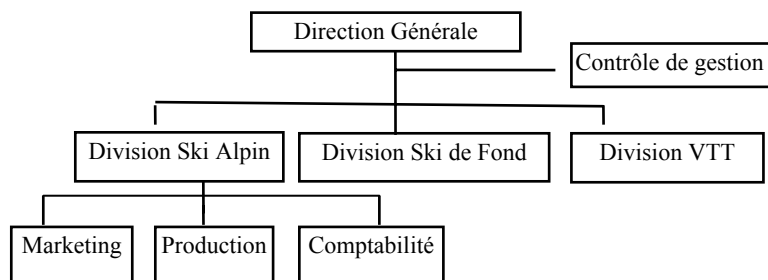 Direction Générale
Contrôle de gestion
Division Ski Alpin
Division Ski de Fond
Division VTT
Marketing
Production
Comptabilité